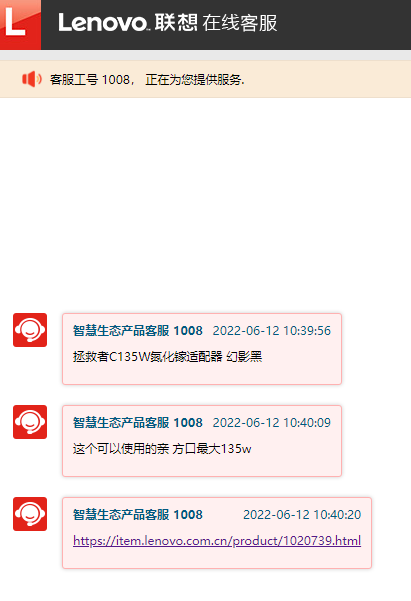 L Lenovo™ 联想 在线客服
客服工号 1008， 正在为您提供服务.
智慧生态产品客服 1008 2022-06-12 10:39:56
拯救者C135W氮化镓适配器 幻影黑
智慧生态产品客服 1008 2022-06-12 10:40:09
这个可以使用的亲 方口最大135w
智慧生态产品客服 1008 2022-06-12 10:40:20
https://item.lenovo.com.cn/product/1020739.html